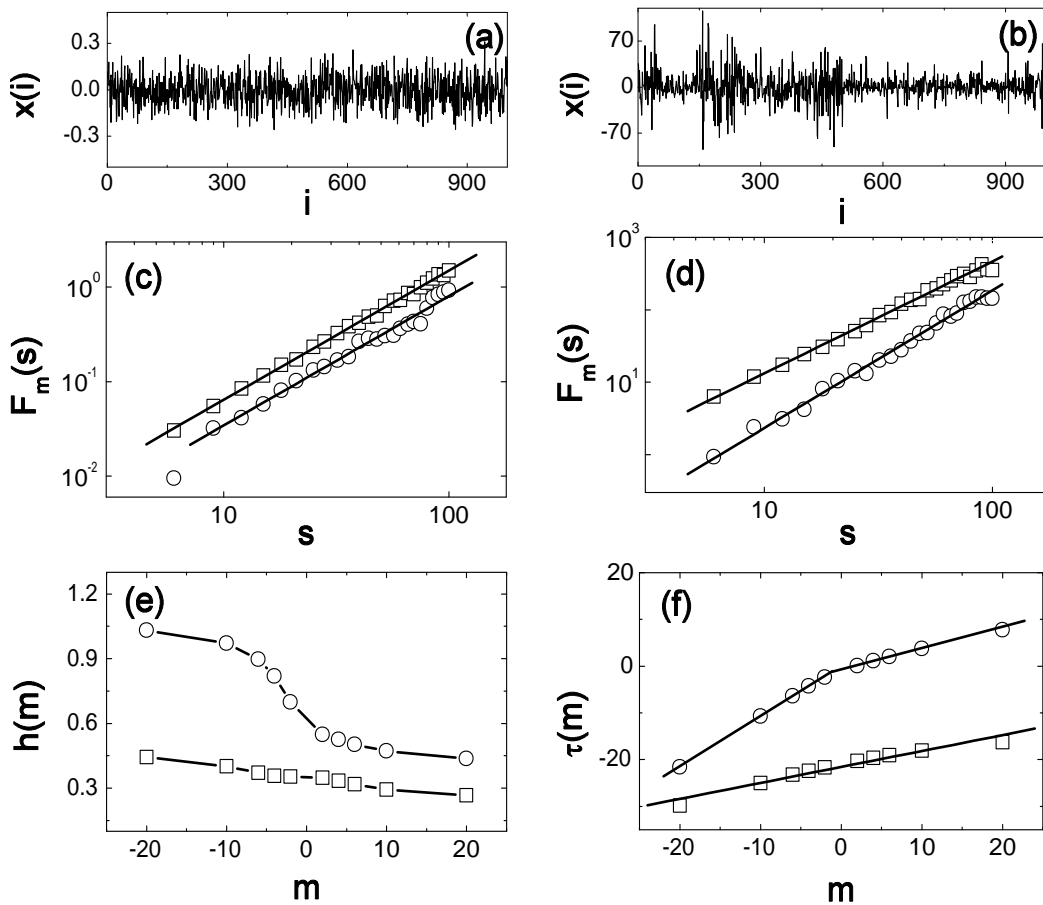 (a)
x(i)
0.3
0.0
-0.3
0 300 600 900
i
(b)
x(i)
70
0
-70
0 300 600 900
i
(c)
F_m(s)
10^0
10^-1
10^-2
10 100
s
(d)
F_m(s)
10^3
10^1
10 100
s
(e)
h(m)
1.2
0.9
0.6
0.3
-20 -10 0 10 20
m
(f)
τ(m)
20
0
-20
-20 -10 0 10 20
m